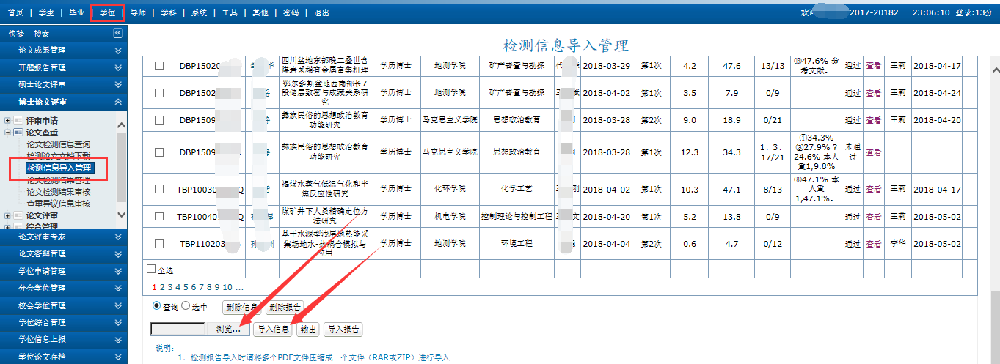 首页 | 学生 | 毕业 | 学位 | 导师 | 学科 | 系统 | 工具 | 其他 | 密码 | 退出
欢迎 2017-20182 23:06:10 登录:13分
快捷 搜索
论文成果管理
开题报告管理
硕士论文评审
博士论文评审
评审申请
论文查重
论文检测信息查询
检测论文文档下载
检测信息导入管理
论文检测结果管理
论文检测结果审核
查重异议信息审核
论文评审
综合管理
论文评审专家
论文答辩管理
学位申请管理
分会学位管理
校会学位管理
学位综合管理
学位信息上报
学位论文存档
检测信息导入管理
DBP1502 华 四川盆地东部晚二叠世含煤岩系稀有金属富集机理 学历博士 地测学院 矿产普查与勘探 2018-03-29 第1次 4.2 47.6 13/13 ⑬47.6% 参考文献。 通过 查看 王莉 2018-04-17
DBP1502 鄂尔多斯盆地西南部长7段储层致密与成藏关系研究 学历博士 地测学院 矿产普查与勘探 斌 2018-04-02 第1次 3.5 7.9 0/9 通过 查看 王莉 2018-04-24
DBP1509 彝族民俗的思想政治教育功能研究 学历博士 马克思主义学院 思想政治教育 2018-03-28 第2次 9.0 18.9 0/21 通过 查看 王莉 2018-04-20
DBP1509 彝族民俗的思想政治教育功能研究 学历博士 马克思主义学院 思想政治教育 2018-03-28 第1次 12.3 34.3 1、3、17/21 ①34.3% ③27.9% ?24.6% 本人重1,9.8% 未通过 查看
TBP10030 Q 褐煤水蒸气低温气化和半焦反应性研究 学历博士 化环学院 化学工艺 王 刚 2018-04-02 第1次 10.3 47.1 8/13 ⑻47.1% 本人重1,47.1%。 通过 查看 王莉 2018-04-17
TBP10040 Q 煤矿井下人员精确定位方法研究 学历博士 机电学院 控制理论与控制工程 王 文 2018-04-20 第1次 5.2 13.8 0/9 通过 查看 王莉 2018-05-02
TBP110203 孙 州 基于水源型浅层地热能采集场地水-热耦合模拟与应用 学历博士 地测学院 环境工程 2018-04-04 第2次 0.6 4.7 0/12 通过 查看 李华 2018-05-02
全选
1 2 3 4 5 6 7 8 9 10 ...
查询 选中 删除信息 删除报告
浏览... 导入信息 输出 导入报告
说明：
1. 检测报告导入时请将多个PDF文件压缩成一个文件（RAR或ZIP）进行导入